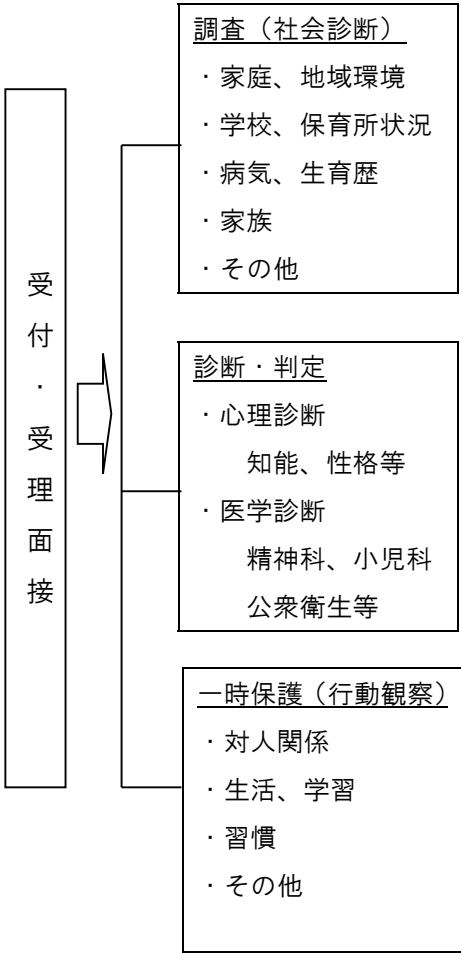 受付・受理面接
調査（社会診断）
・家庭、地域環境
・学校、保育所状況
・病気、生育歴
・家族
・その他
診断・判定
・心理診断
知能、性格等
・医学診断
精神科、小児科
公衆衛生等
一時保護（行動観察）
・対人関係
・生活、学習
・習慣
・その他